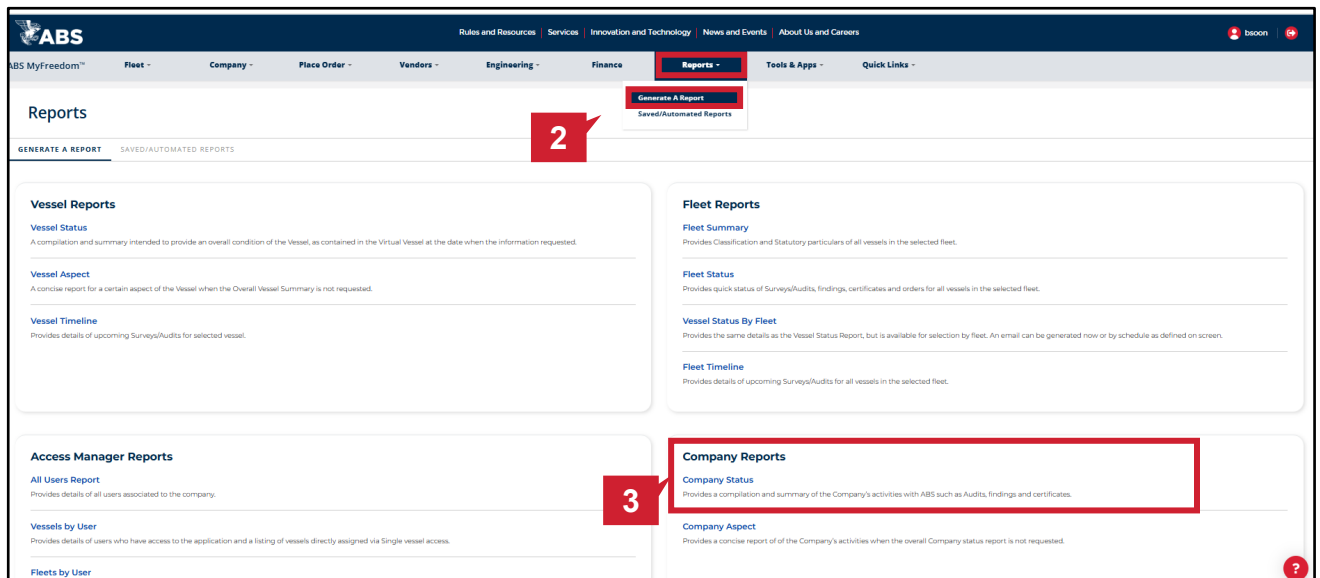 ABS
Rules and Resources | Services | Innovation and Technology | News and Events | About Us and Careers
bsoon
ABS MyFreedom™ Fleet Company Place Order Vendors Engineering Finance Reports Tools & Apps Quick Links
Generate A Report
Saved/Automated Reports
Reports
2
GENERATE A REPORT SAVED/AUTOMATED REPORTS
Vessel Reports
Vessel Status
A compilation and summary intended to provide an overall condition of the Vessel, as contained in the Virtual Vessel at the date when the information requested.
Vessel Aspect
A concise report for a certain aspect of the Vessel when the Overall Vessel Summary is not requested.
Vessel Timeline
Provides details of upcoming Surveys/Audits for selected vessel.
Fleet Reports
Fleet Summary
Provides Classification and Statutory particulars of all vessels in the selected fleet.
Fleet Status
Provides quick status of Surveys/Audits, findings, certificates and orders for all vessels in the selected fleet.
Vessel Status By Fleet
Provides the same details as the Vessel Status Report, but is available for selection by fleet. An email can be generated now or by schedule as defined on screen.
Fleet Timeline
Provides details of upcoming Surveys/Audits for all vessels in the selected fleet.
Access Manager Reports
All Users Report
Provides details of all users associated to the company.
Vessels by User
Provides details of users who have access to the application and a listing of vessels directly assigned via Single vessel access.
Fleets by User
3
Company Reports
Company Status
Provides a compilation and summary of the Company's activities with ABS such as Audits, findings and certificates.
Company Aspect
Provides a concise report of of the Company's activities when the overall Company status report is not requested.
?